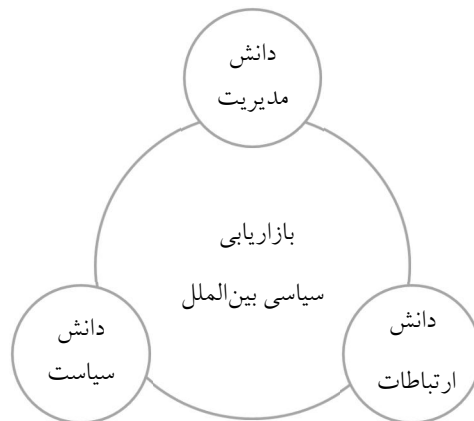 دانش
مدیریت
بازاریابی
سیاسی بین‌الملل
دانش
ارتباطات
دانش
سیاست